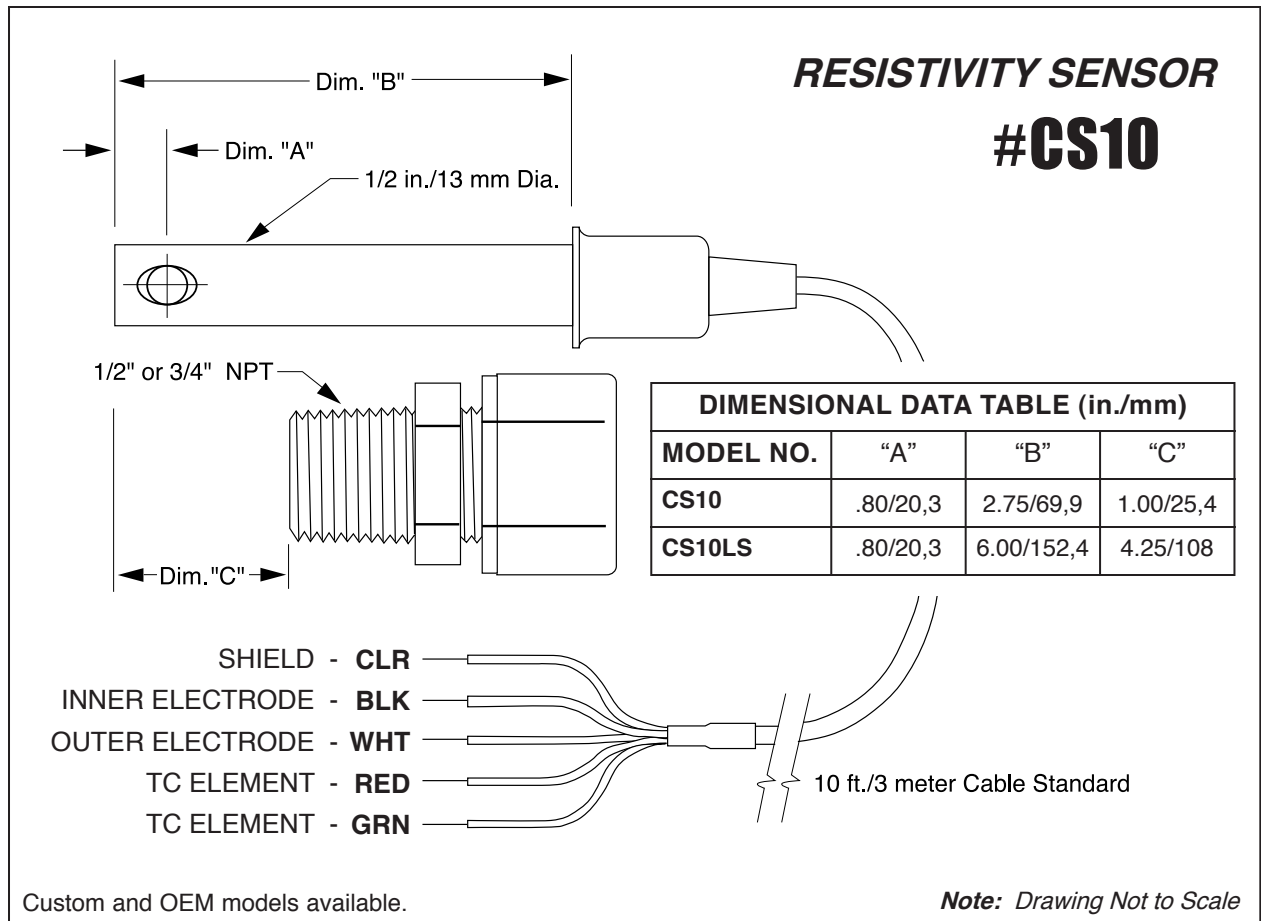 RESISTIVITY SENSOR
#CS10
Dim. "B"
Dim. "A"
1/2 in./13 mm Dia.
1/2" or 3/4" NPT
Dim."C"
DIMENSIONAL DATA TABLE (in./mm)
MODEL NO. “A” “B” “C”
CS10 .80/20,3 2.75/69,9 1.00/25,4
CS10LS .80/20,3 6.00/152,4 4.25/108
SHIELD - CLR
INNER ELECTRODE - BLK
OUTER ELECTRODE - WHT
TC ELEMENT - RED
TC ELEMENT - GRN
10 ft./3 meter Cable Standard
Custom and OEM models available.
Note: Drawing Not to Scale